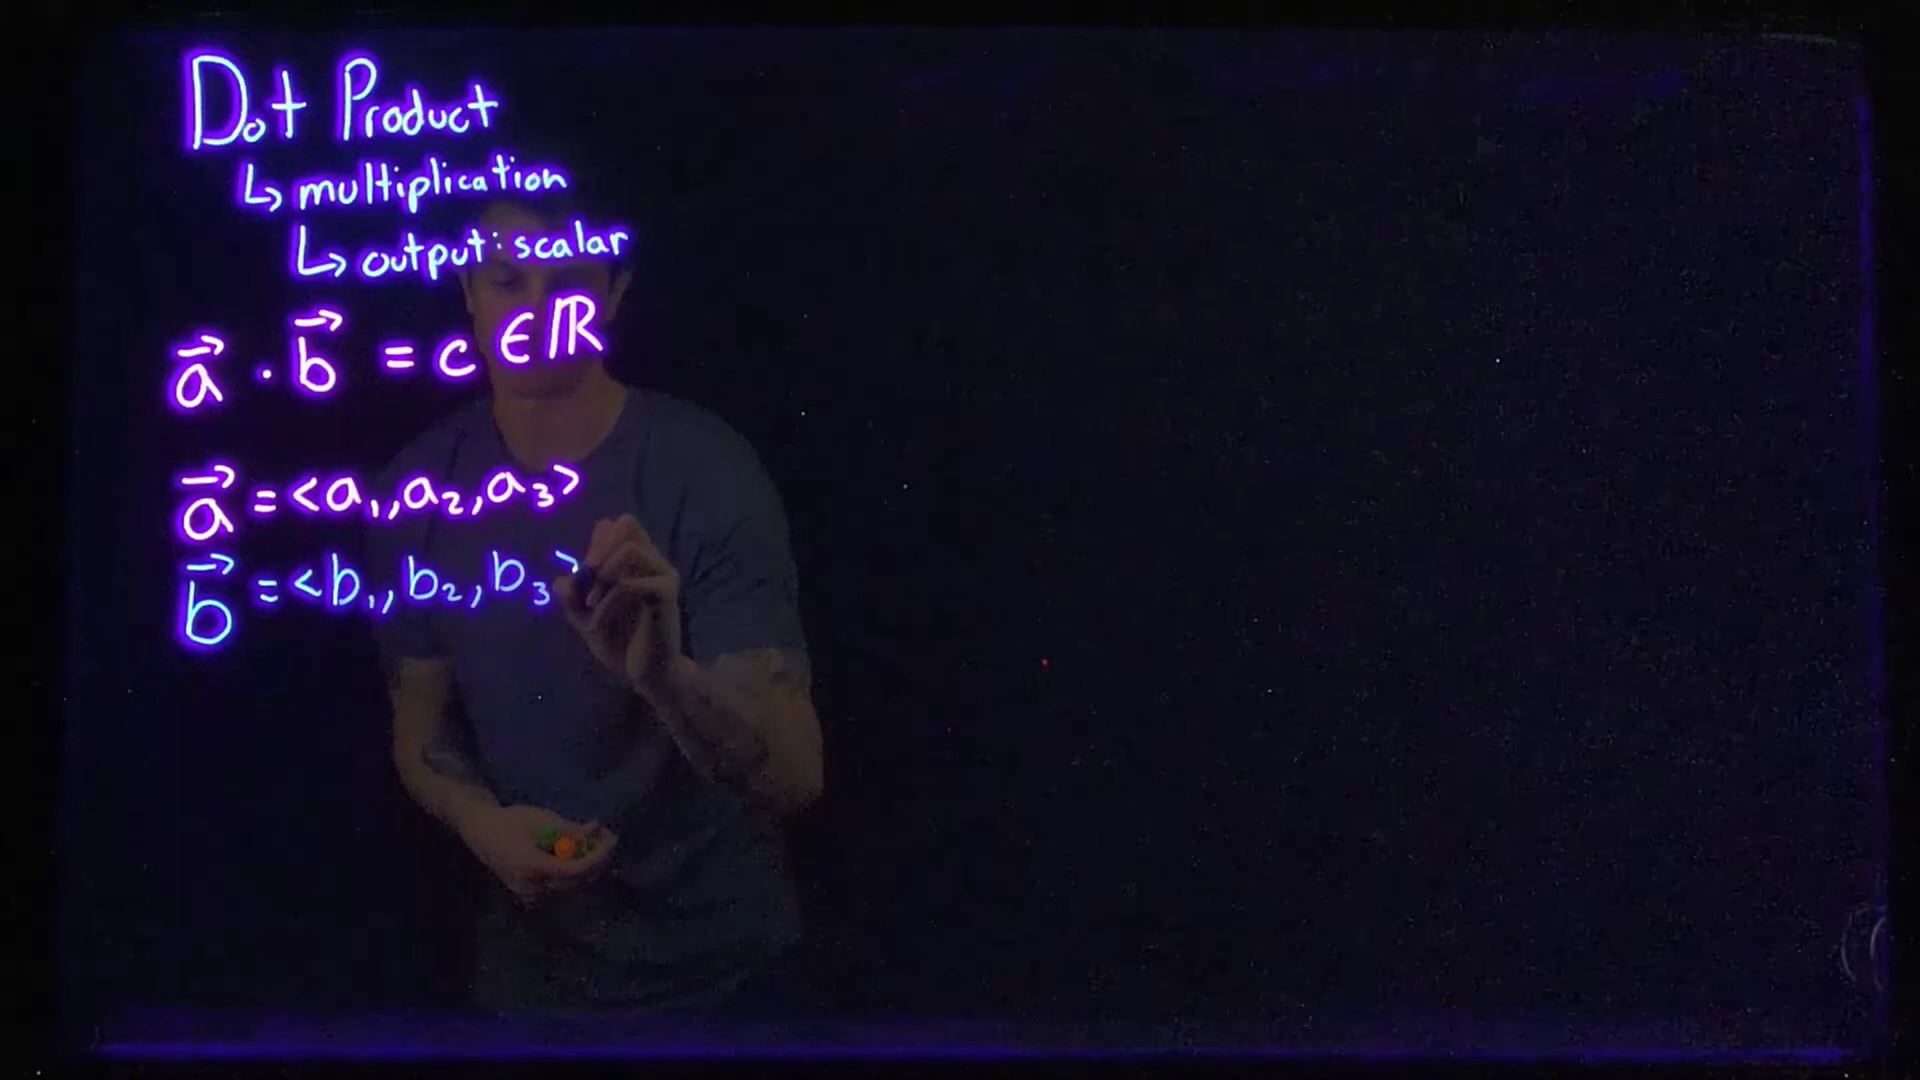 Dot Product
↳ multiplication
↳ output: scalar
a⃗ · b⃗ = c ∈ ℝ
a⃗ = <a₁, a₂, a₃>
b⃗ = <b₁, b₂, b₃>